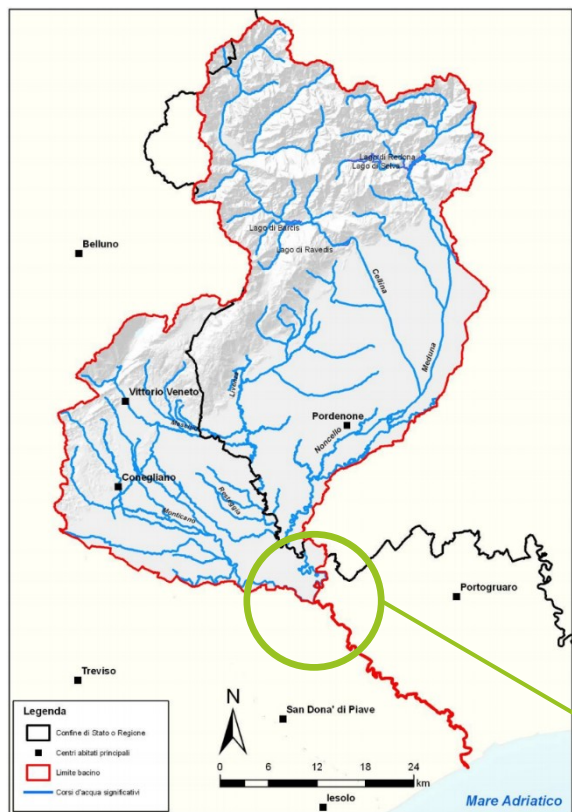 Lago di Redona
Lago di Selva
Lago di Barcis
Lago di Ravedis
Belluno
Cellina
Meduna
Livenza
Vittorio Veneto
Pordenone
Noncello
Meschio
Conegliano
Resteggia
Monticano
Portogruaro
Treviso
N
San Dona' di Piave
Legenda
Confine di Stato o Regione
Centri abitati principali
Limite bacino
Corsi d'acqua significativi
0 6 12 18 24
km
Iesolo
Mare Adriatico